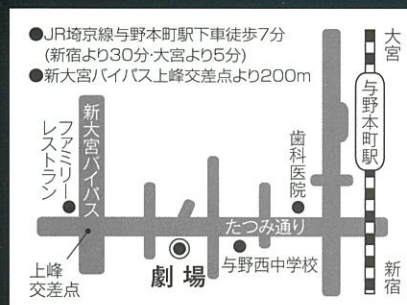 ●JR埼京線与野本町駅下車徒歩7分
(新宿より30分・大宮より5分)
●新大宮バイパス上峰交差点より200m
大宮
与野本町駅
新宿
新大宮バイパス
ファミリー
レストラン
歯科医院
たつみ通り
上峰
交差点
劇場
与野西中学校